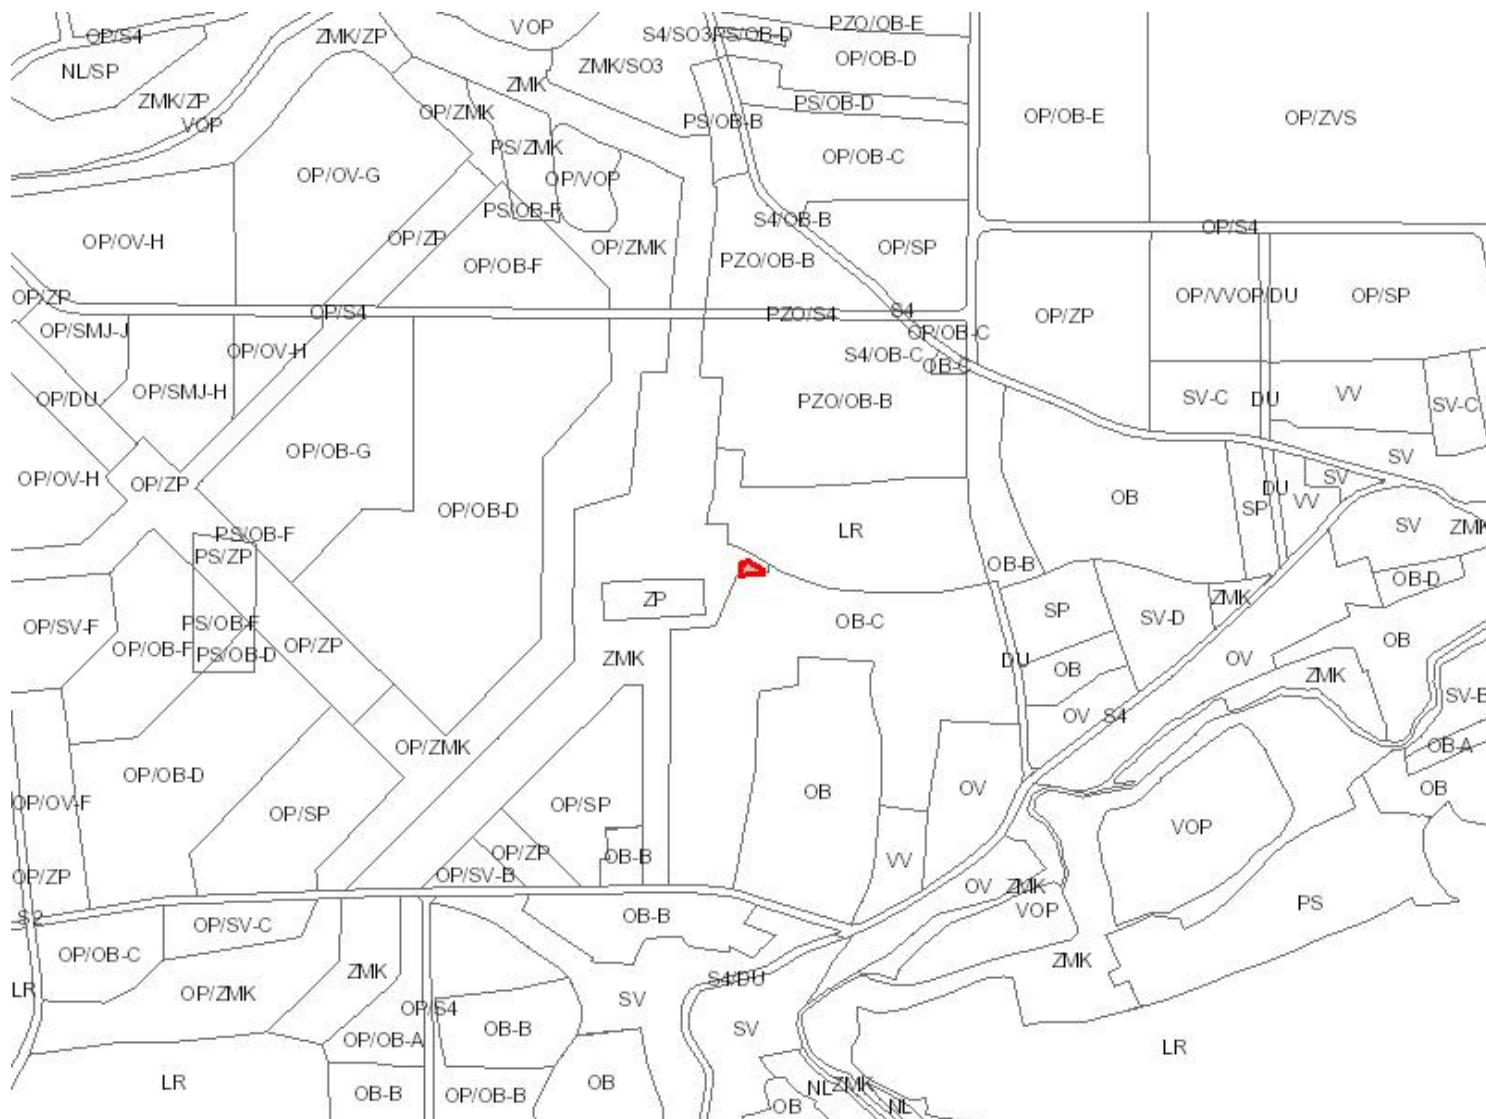 VOP
PZO/OB-E
OP/S4
ZMK/ZP
S4/SO3
PS/OB-D
OP/OB-D
NL/SP
ZMK
ZMK/SO3
ZMK/ZP
OP/ZMK
PS/OB-D
OP/OB-E
OP/ZVS
VOP
PS/OB-B
PS/ZMK
OP/OB-C
OP/OV-G
OP/VOP
PS/OB-F
S4/OB-B
OP/S4
OP/OV-H
OP/ZP
OP/ZMK
OP/SP
OP/OB-F
PZO/OB-B
OP/ZP
OP/VV
OP/DU
OP/SP
OP/S4
PZO/S4
S4
OP/ZP
OP/SMJ-J
OP/OB-C
OP/OV-H
S4/OB-C
OB-C
OP/SMJ-H
OP/DU
PZO/OB-B
SV-C
DU
VV
SV-C
OP/OB-G
SV
OP/OV-H
OP/ZP
SV
DU
OB
VV
SP
OP/OB-D
LR
SV
ZMK
PS/OB-F
PS/ZP
OB-B
OB-D
ZP
ZMK
SP
SV-D
OP/SV-F
PS/OB-F
OB-C
OB
OP/OB-F
PS/OB-D
OP/ZP
ZMK
DU
OB
OV
ZMK
SV-B
OV
S4
OP/ZMK
OB-A
OP/OB-D
OB
OV
OB
OP/OV-F
OP/SP
OP/SP
VOP
OP/ZP
OB-B
VV
OP/ZP
OP/SV-B
OV
ZMK
VOP
PS
S2
OP/SV-C
OB-B
OP/OB-C
ZMK
ZMK
LR
OP/ZMK
S4/DU
SV
OP/S4
OB-B
SV
OP/OB-A
LR
LR
OB
NL
ZMK
OB-B
OP/OB-B
OB
NL